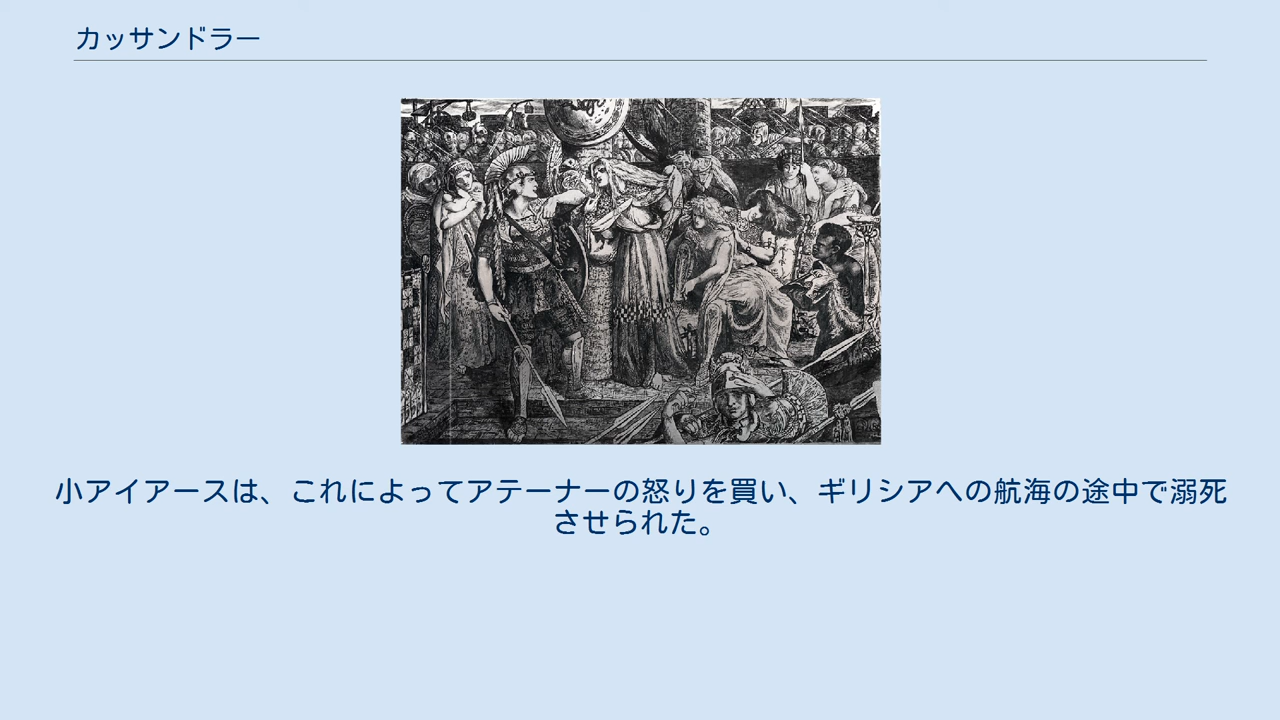 カッサンドラー
小アイアースは、これによってアテーナーの怒りを買い、ギリシアへの航海の途中で溺死
させられた。